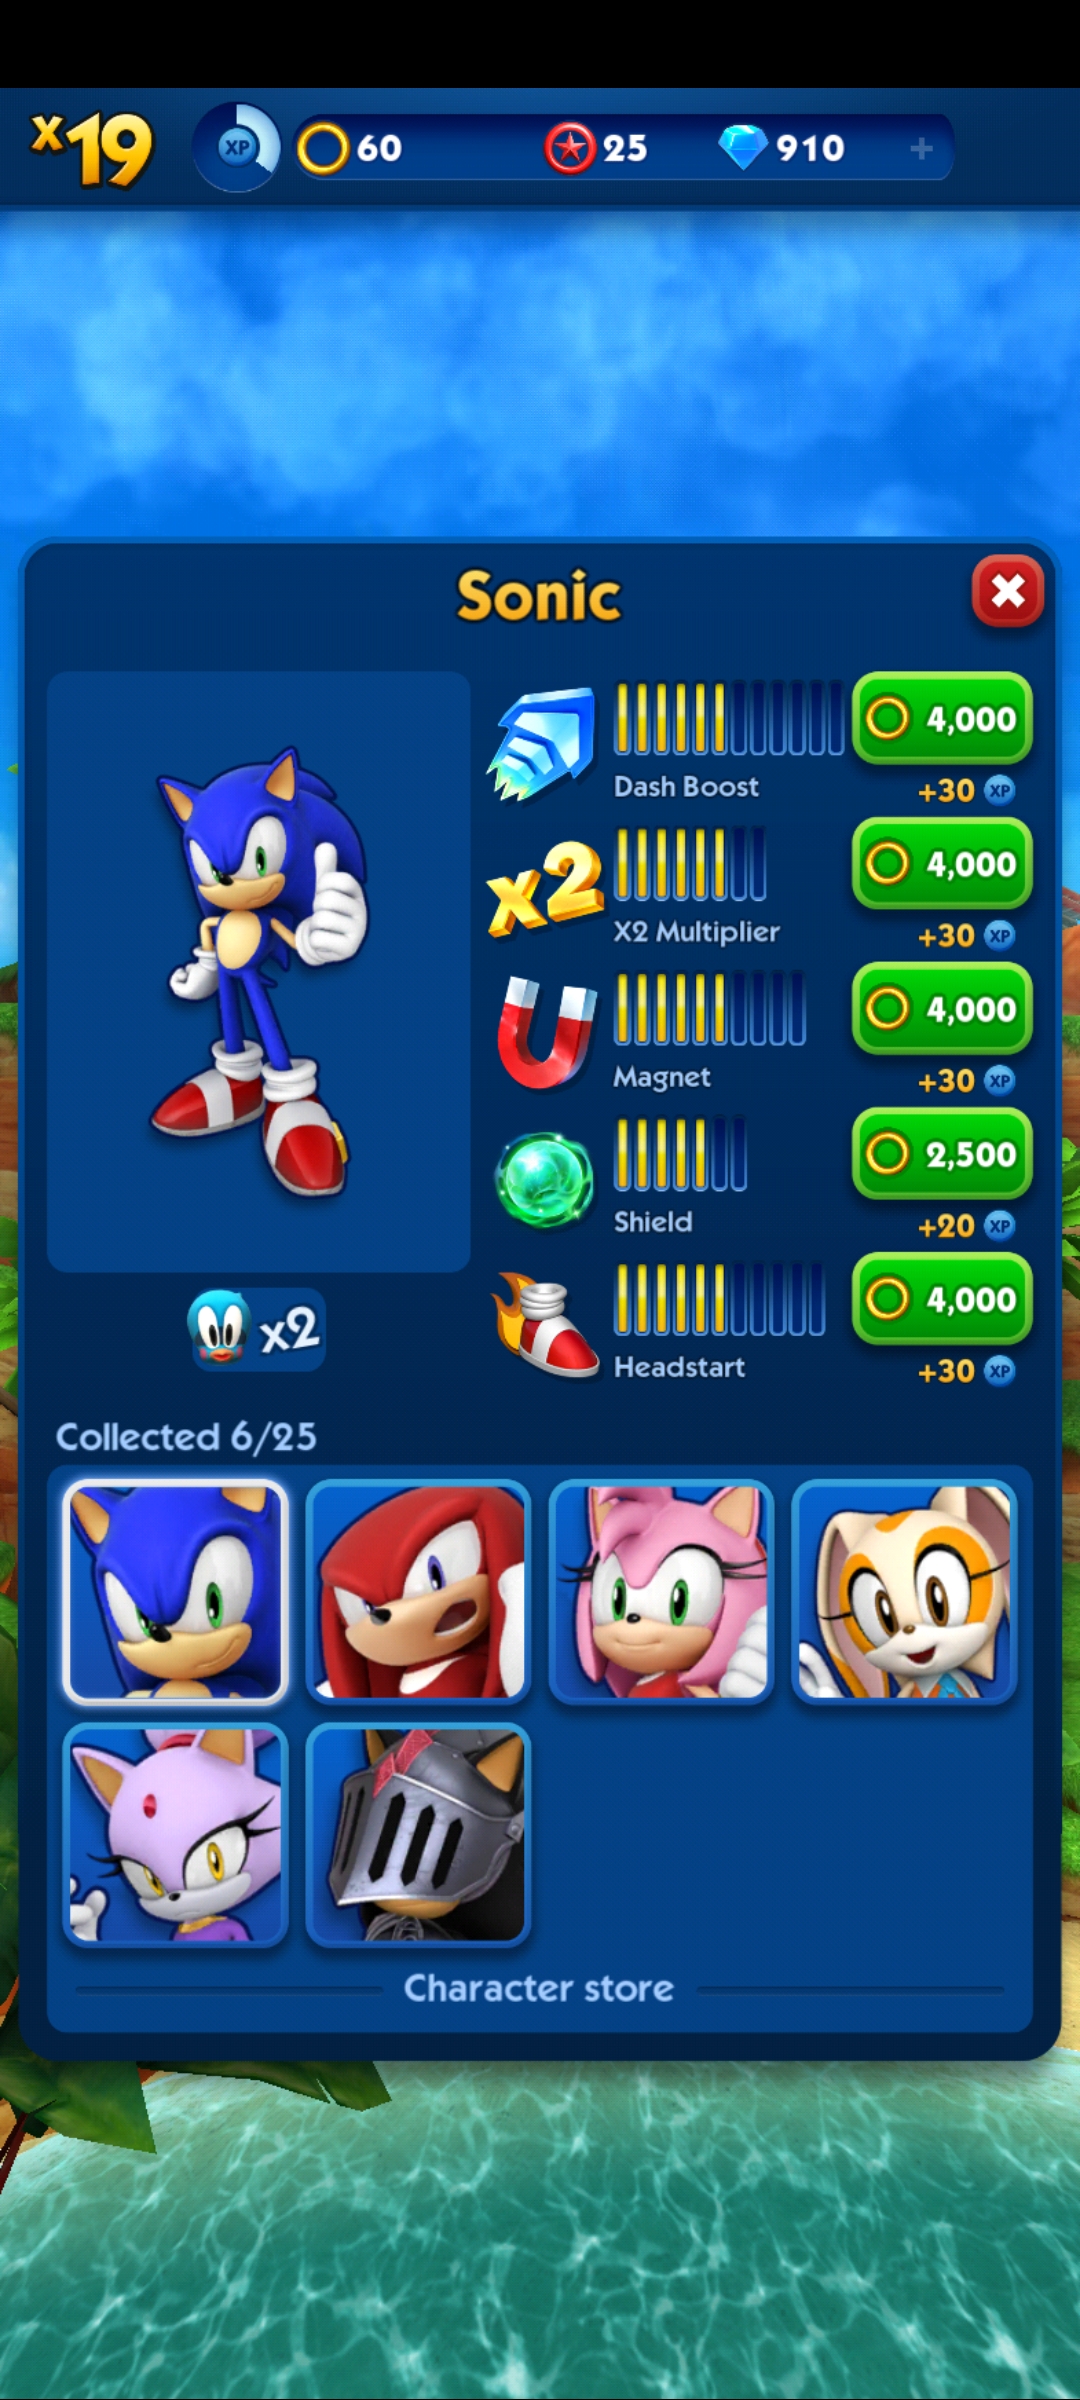 x19 XP 60 25 910 +
Sonic
4,000
Dash Boost +30 XP
x2 4,000
X2 Multiplier +30 XP
4,000
Magnet +30 XP
2,500
Shield +20 XP
x2 4,000
Headstart +30 XP
Collected 6/25
Character store